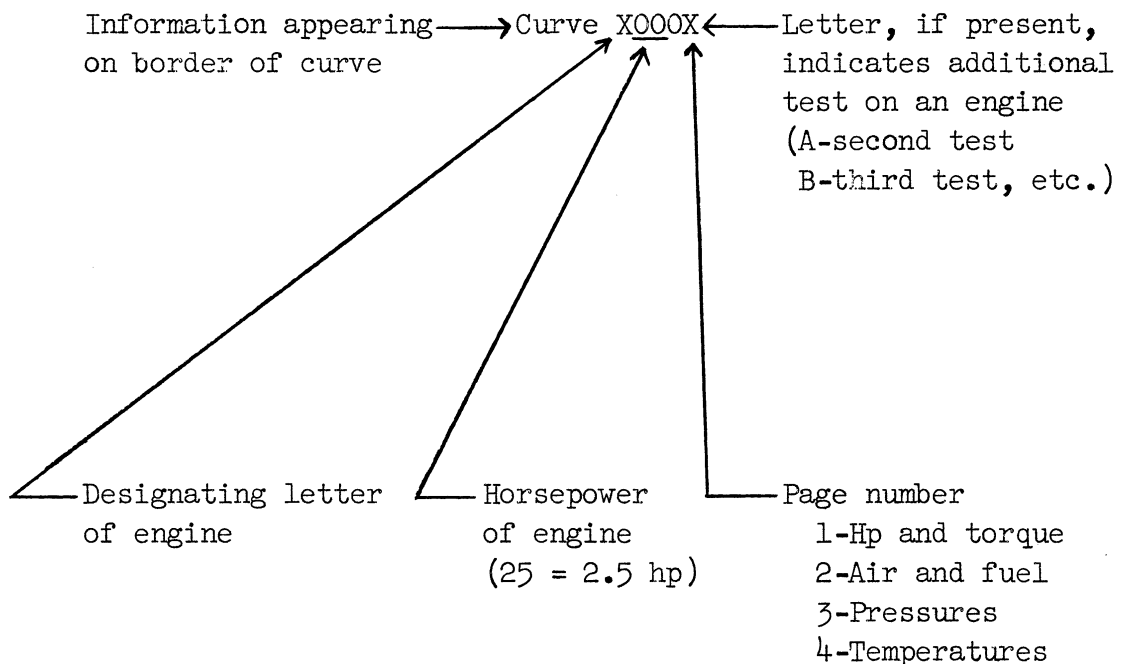 Information appearing
on border of curve
Curve XOOOX
Letter, if present,
indicates additional
test on an engine
(A-second test
B-third test, etc.)
Designating letter
of engine
Horsepower
of engine
(25 = 2.5 hp)
Page number
1-Hp and torque
2-Air and fuel
3-Pressures
4-Temperatures